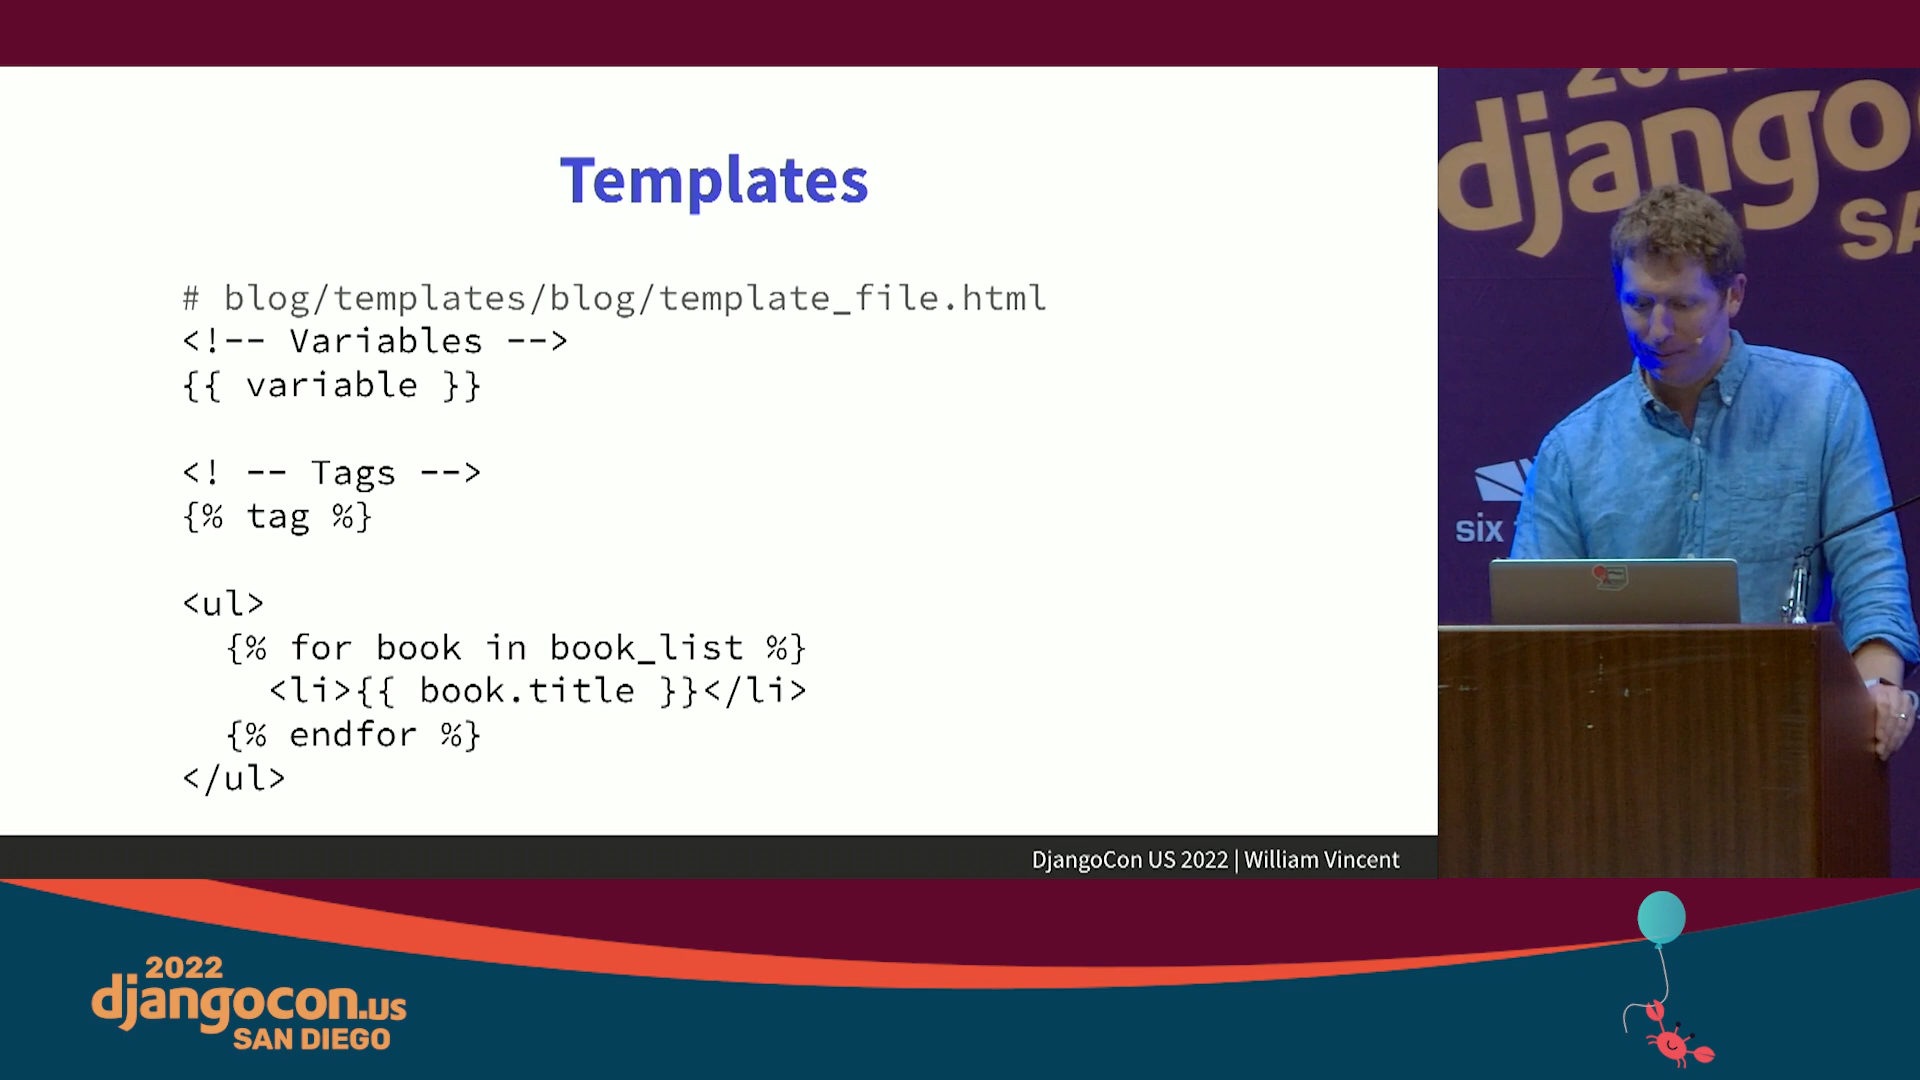 Templates
# blog/templates/blog/template_file.html
<!-- Variables -->
{{ variable }}
<! -- Tags -->
{% tag %}
<ul>
{% for book in book_list %}
<li>{{ book.title }}</li>
{% endfor %}
</ul>
DjangoCon US 2022 | William Vincent
django
SA
six
2022
djangocon.us
SAN DIEGO